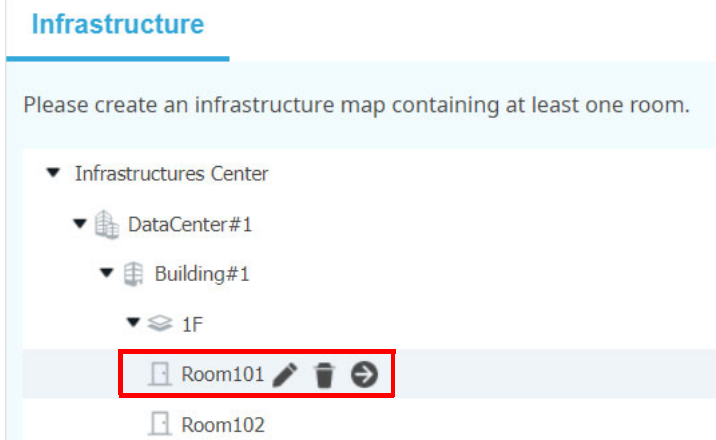 Infrastructure
Please create an infrastructure map containing at least one room.
Infrastructures Center
DataCenter#1
Building#1
1F
Room101
Room102